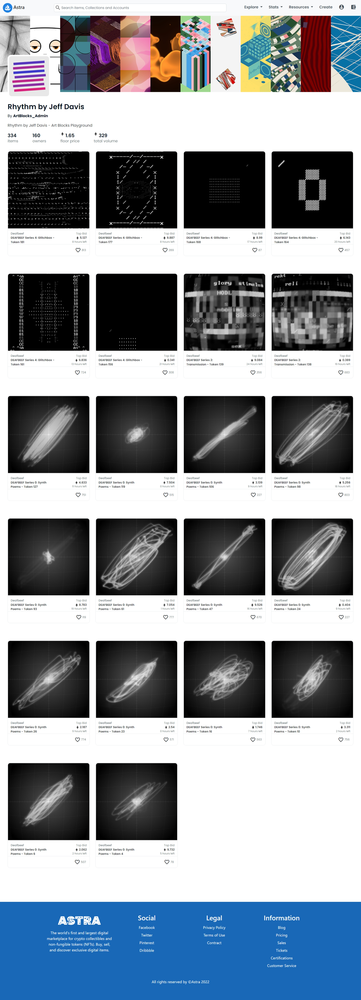 Astra
Search items, Collections and Accounts
Explore
Stats
Resources
Create
Rhythm by Jeff Davis
By ArtBlocks_Admin
Rhythm by Jeff Davis - Art Blocks Playground
334
items
160
owners
1.65
floor price
329
total volume
Deafbeef
Top Bid
DEAFBEEF Series 4: Glitchbox -
5.127
Token 181
8 hours left
813
Deafbeef
Top Bid
DEAFBEEF Series 4: Glitchbox -
9.887
Token 177
8 hours left
289
Deafbeef
Top Bid
DEAFBEEF Series 4: Glitchbox -
8.99
Token 168
17 hours left
87
Deafbeef
Top Bid
DEAFBEEF Series 4: Glitchbox -
6.143
Token 164
20 hours left
457
Deafbeef
Top Bid
DEAFBEEF Series 4: Glitchbox -
6.836
Token 161
13 hours left
724
Deafbeef
Top Bid
DEAFBEEF Series 4: Glitchbox -
0.341
Token 156
21 hours left
308
glory stimulus
HODL
sex
Deafbeef
Top Bid
DEAFBEEF Series 2:
9.084
Transmission - Token 139
24 hours left
356
rekt
reli
Deafbeef
Top Bid
DEAFBEEF Series 2:
0.389
Transmission - Token 138
19 hours left
683
Deafbeef
Top Bid
DEAFBEEF Series 0: Synth
4.633
Poems - Token 127
11 hours left
751
Deafbeef
Top Bid
DEAFBEEF Series 0: Synth
7.504
Poems - Token 119
0 hours left
515
Deafbeef
Top Bid
DEAFBEEF Series 0: Synth
3.139
Poems - Token 106
9 hours left
227
Deafbeef
Top Bid
DEAFBEEF Series 0: Synth
5.256
Poems - Token 98
18 hours left
803
Deafbeef
Top Bid
DEAFBEEF Series 0: Synth
8.783
Poems - Token 93
19 hours left
119
Deafbeef
Top Bid
DEAFBEEF Series 0: Synth
7.054
Poems - Token 61
1 hours left
777
Deafbeef
Top Bid
DEAFBEEF Series 0: Synth
9.526
Poems - Token 47
16 hours left
670
Deafbeef
Top Bid
DEAFBEEF Series 0: Synth
0.404
Poems - Token 24
9 hours left
227
Deafbeef
Top Bid
DEAFBEEF Series 0: Synth
2.187
Poems - Token 26
9 hours left
774
Deafbeef
Top Bid
DEAFBEEF Series 0: Synth
2.54
Poems - Token 23
0 hours left
571
Deafbeef
Top Bid
DEAFBEEF Series 0: Synth
1.746
Poems - Token 16
7 hours left
563
Deafbeef
Top Bid
DEAFBEEF Series 0: Synth
3.311
Poems - Token 10
2 hours left
756
Deafbeef
Top Bid
DEAFBEEF Series 0: Synth
2.062
Poems - Token 6
2 hours left
507
Deafbeef
Top Bid
DEAFBEEF Series 0: Synth
9.732
Poems - Token 4
5 hours left
78
ASTRA
The world's first and largest digital
marketplace for crypto collectibles and
non-fungible tokens (NFTs). Buy, sell,
and discover exclusive digital items.
Social
Facebook
Twitter
Pinterest
Dribbble
Legal
Privacy Policy
Terms of Use
Contract
Information
Blog
Pricing
Sales
Tickets
Certifications
Customer Service
All rights reserved by ©Astra 2022